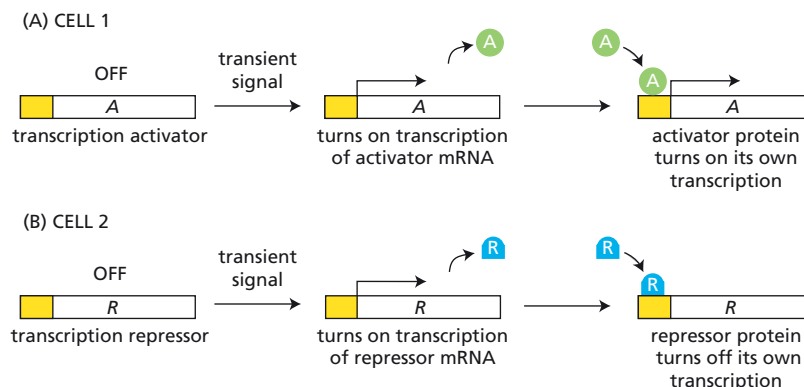 (A) CELL 1
OFF
transient
signal
A
A
A
A
A
A
transcription activator
turns on transcription
of activator mRNA
activator protein
turns on its own
transcription
(B) CELL 2
OFF
transient
signal
R
R
R
R
R
R
transcription repressor
turns on transcription
of repressor mRNA
repressor protein
turns off its own
transcription